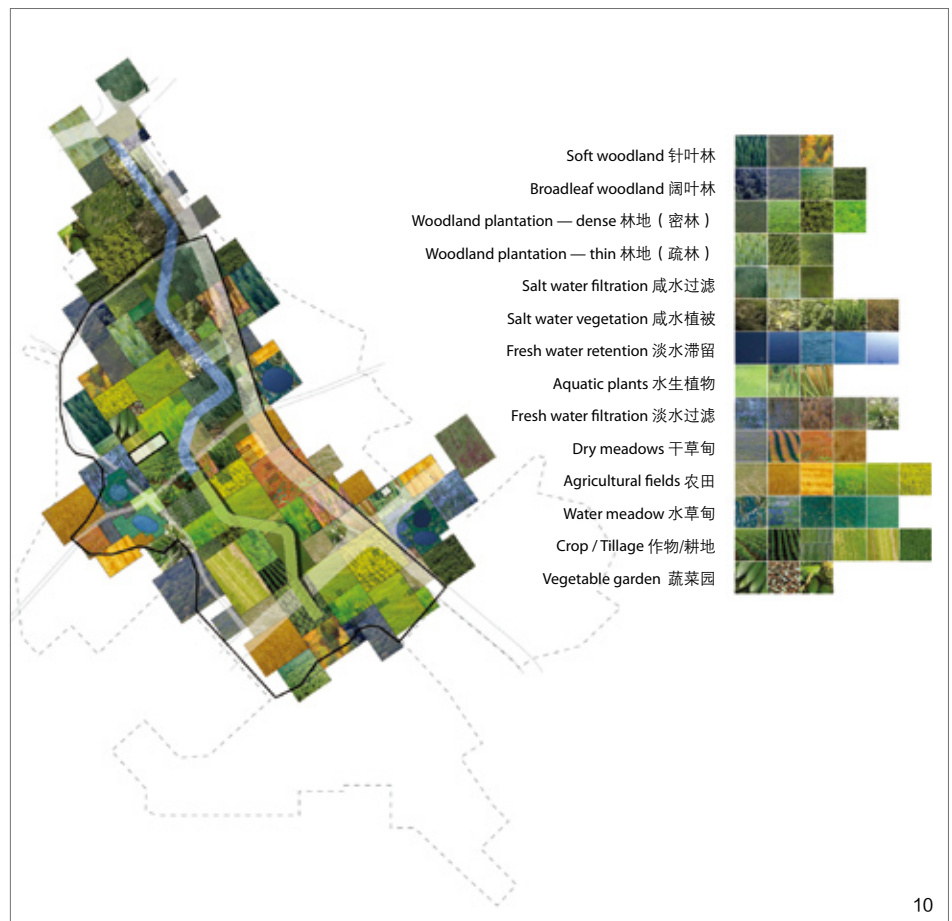 Soft woodland 针叶林
Broadleaf woodland 阔叶林
Woodland plantation — dense 林地（密林）
Woodland plantation — thin 林地（疏林）
Salt water filtration 咸水过滤
Salt water vegetation 咸水植被
Fresh water retention 淡水滞留
Aquatic plants 水生植物
Fresh water filtration 淡水过滤
Dry meadows 干草甸
Agricultural fields 农田
Water meadow 水草甸
Crop / Tillage 作物/耕地
Vegetable garden 蔬菜园
10